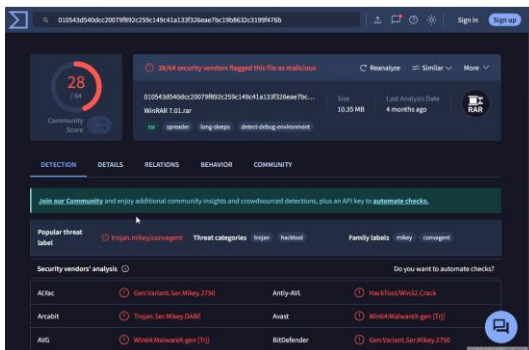 010543d540dcc20079f892c259c149c41a133f326eae7bc19b8632c3199f476b
Sign in
Sign up
28
/ 64
Community
Score
28/64 security vendors flagged this file as malicious
Reanalyze
Similar
More
010543d540dcc20079f892c259c149c41a133f326eae7bc...
WinRAR 7.01.rar
Size
10.35 MB
Last Analysis Date
4 months ago
RAR
rar
spreader
long-sleeps
detect-debug-environment
DETECTION
DETAILS
RELATIONS
BEHAVIOR
COMMUNITY
Join our Community and enjoy additional community insights and crowdsourced detections, plus an API key to automate checks.
Popular threat
label
trojan.mikey/convagent
Threat categories
trojan
hacktool
Family labels
mikey
convagent
Security vendors' analysis
Do you want to automate checks?
ALYac
Gen:Variant.Ser.Mikey.2750
Antiy-AVL
HackTool/Win32.Crack
Arcabit
Trojan.Ser.Mikey.DABE
Avast
Win64:MalwareX-gen [Trj]
AVG
Win64:MalwareX-gen [Trj]
BitDefender
Gen:Variant.Ser.Mikey.2750